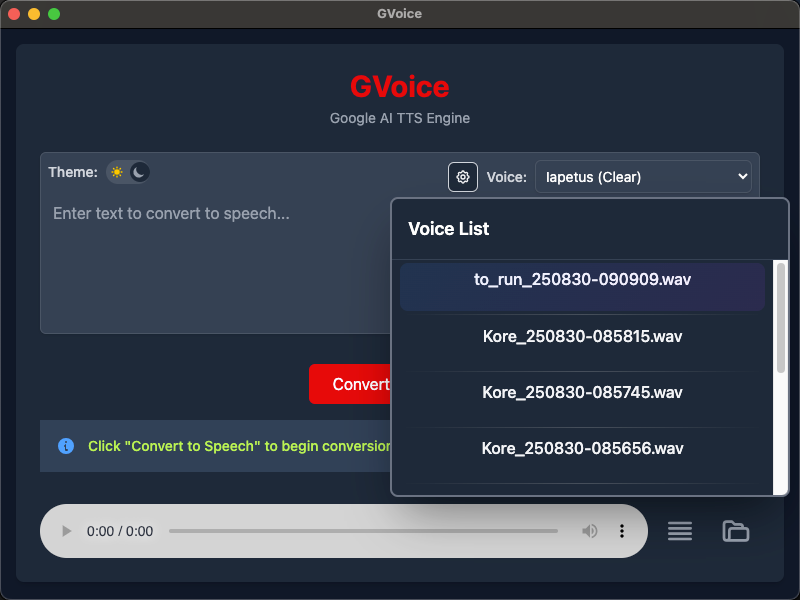 GVoice
GVoice
Google AI TTS Engine
Theme:
Voice: Iapetus (Clear)
Enter text to convert to speech...
Voice List
to_run_250830-090909.wav
Kore_250830-085815.wav
Kore_250830-085745.wav
Kore_250830-085656.wav
Convert
Click "Convert to Speech" to begin conversion
0:00 / 0:00